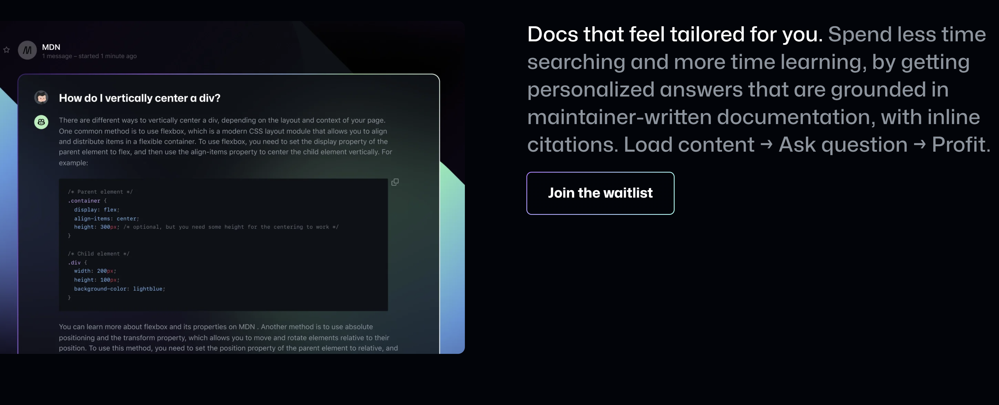 MDN
1 message – started 1 minute ago
How do I vertically center a div?
There are different ways to vertically center a div, depending on the layout and context of your page.
One common method is to use flexbox, which is a modern CSS layout module that allows you to align
and distribute items in a flexible container. To use flexbox, you need to set the display property of the
parent element to flex, and then use the align-items property to center the child element vertically. For
example:
/* Parent element */
.container {
  display: flex;
  align-items: center;
  height: 300px; /* optional, but you need some height for the centering to work */
}
/* Child element */
.div {
  width: 200px;
  height: 100px;
  background-color: lightblue;
}
You can learn more about flexbox and its properties on MDN . Another method is to use absolute
positioning and the transform property, which allows you to move and rotate elements relative to their
position. To use this method, you need to set the position property of the parent element to relative, and
Docs that feel tailored for you. Spend less time
searching and more time learning, by getting
personalized answers that are grounded in
maintainer-written documentation, with inline
citations. Load content → Ask question → Profit.
Join the waitlist